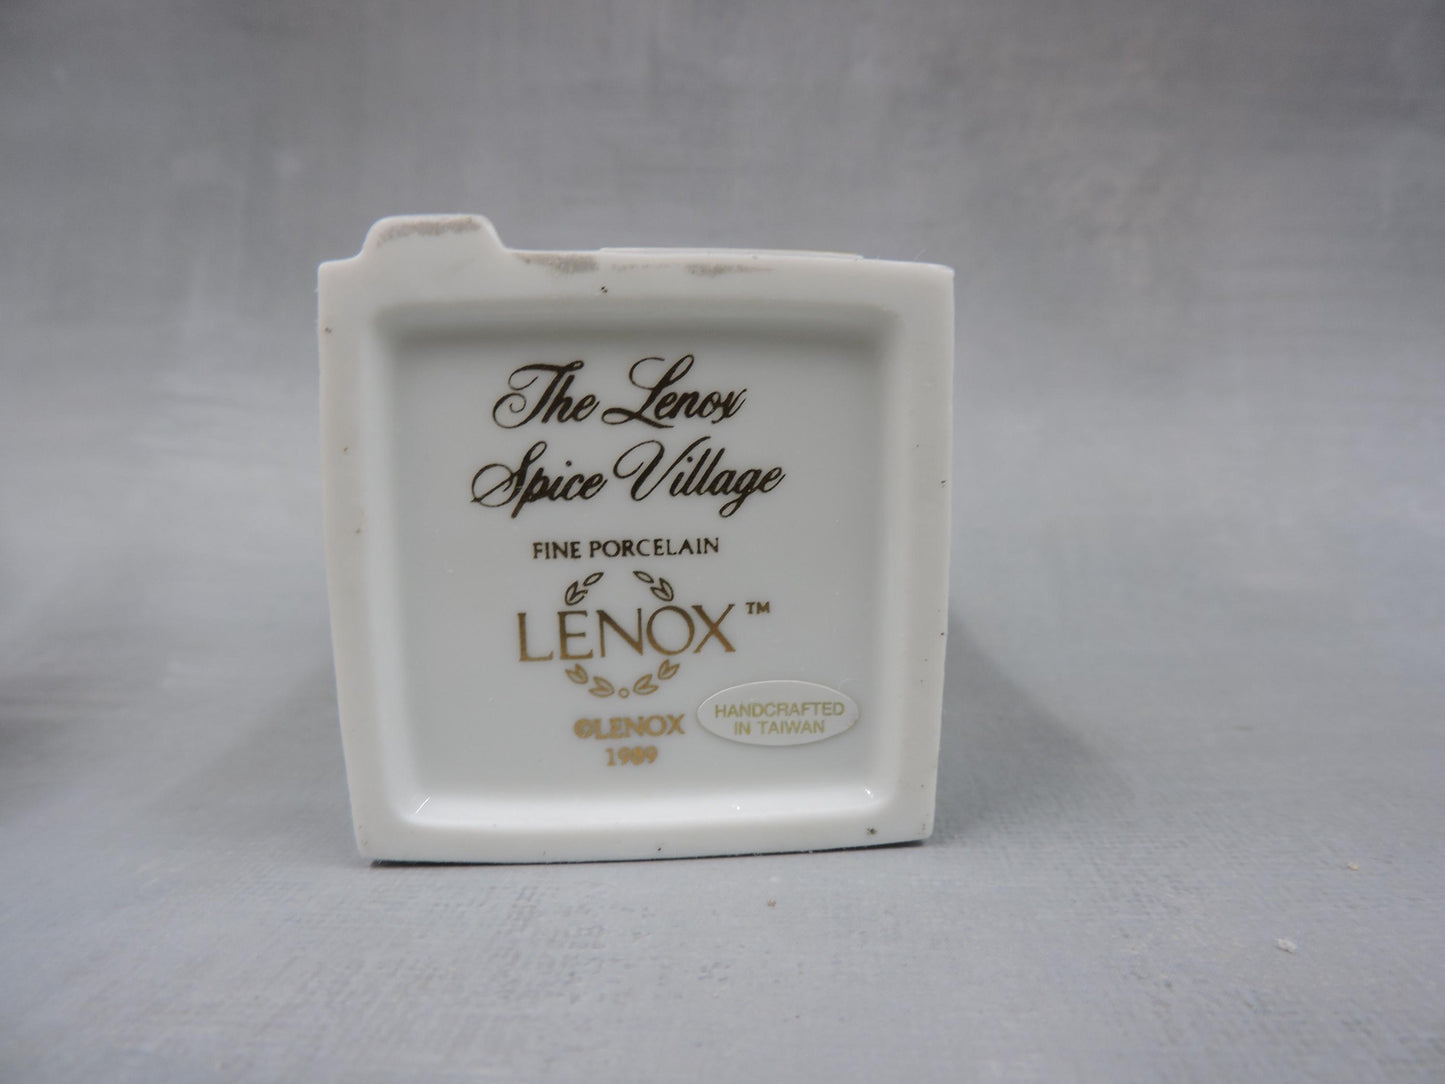 The Lenox
Spice Village
FINE PORCELAIN
LENOX™
©LENOX
1989
HANDCRAFTED
IN TAIWAN